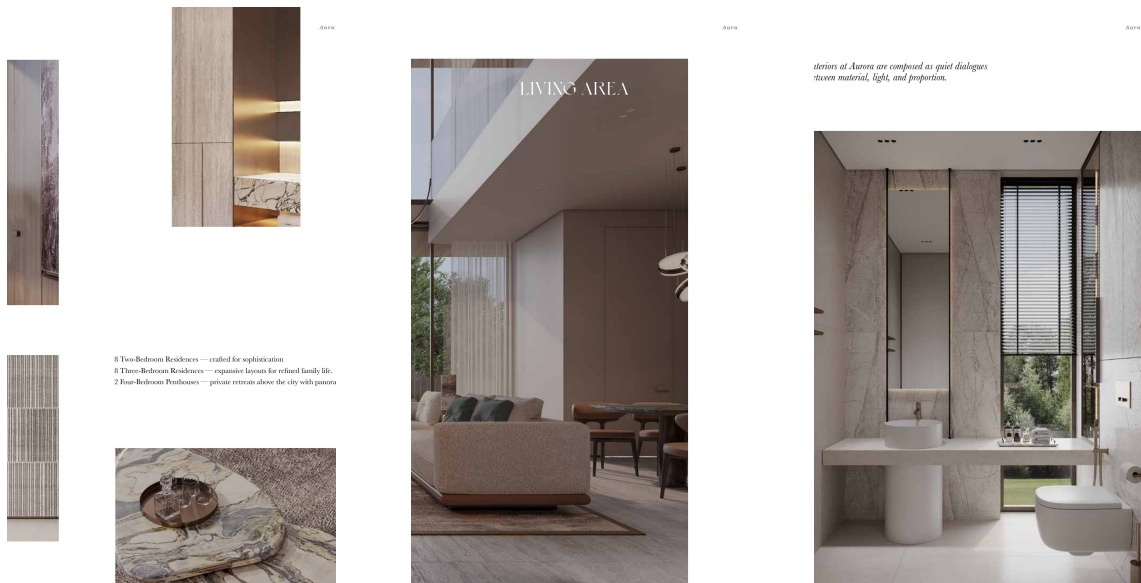 Aura
8 Two-Bedroom Residences — crafted for sophistication
8 Three-Bedroom Residences — expansive layouts for refined family life.
2 Four-Bedroom Penthouses — private retreats above the city with panora
Aura
LIVING AREA
Aura
nteriors at Aurora are composed as quiet dialogues
etween material, light, and proportion.